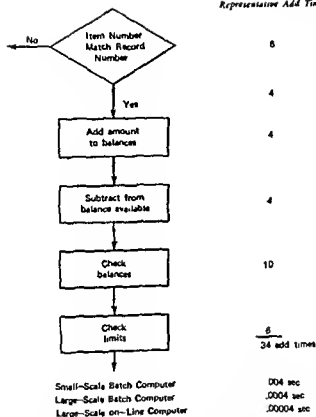 Representative Add Tim
No
Item Number
Match Record
Number
6
4
Yes
Add amount
to balances
4
Subtract from
balance available
4
Check
balances
10
Check
limits
6
34 add times
Small-Scale Batch Computer .004 sec
Large-Scale Batch Computer .0004 sec
Large-Scale on-Line Computer .00004 sec